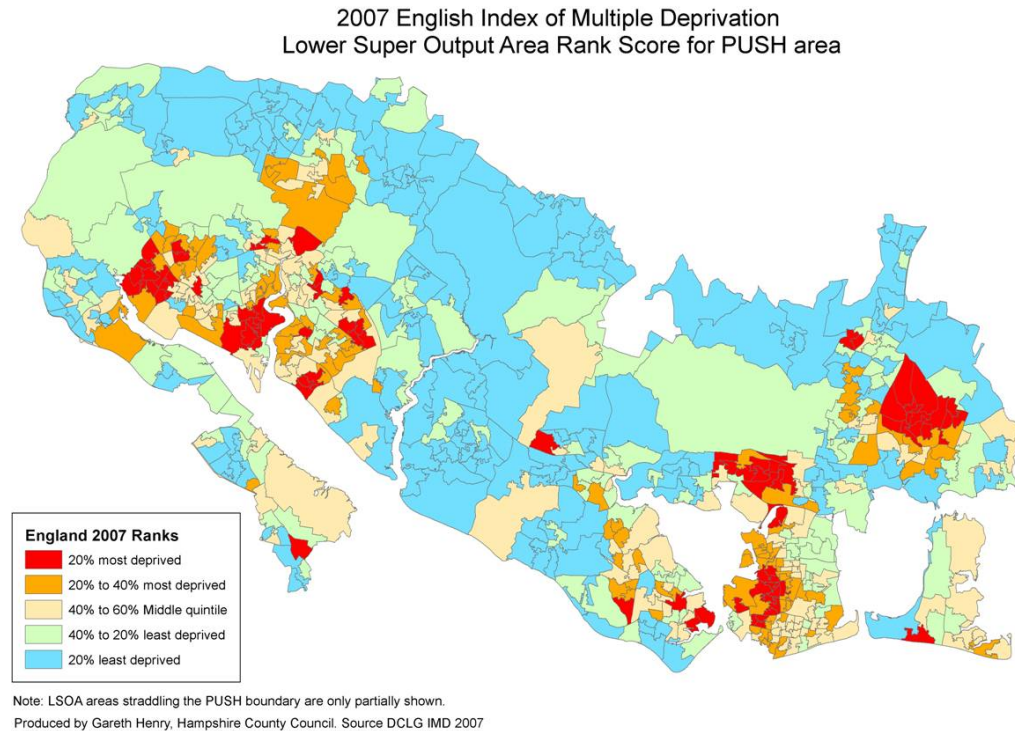 2007 English Index of Multiple Deprivation
Lower Super Output Area Rank Score for PUSH area
England 2007 Ranks
20% most deprived
20% to 40% most deprived
40% to 60% Middle quintile
40% to 20% least deprived
20% least deprived
Note: LSOA areas straddling the PUSH boundary are only partially shown.
Produced by Gareth Henry, Hampshire County Council. Source DCLG IMD 2007